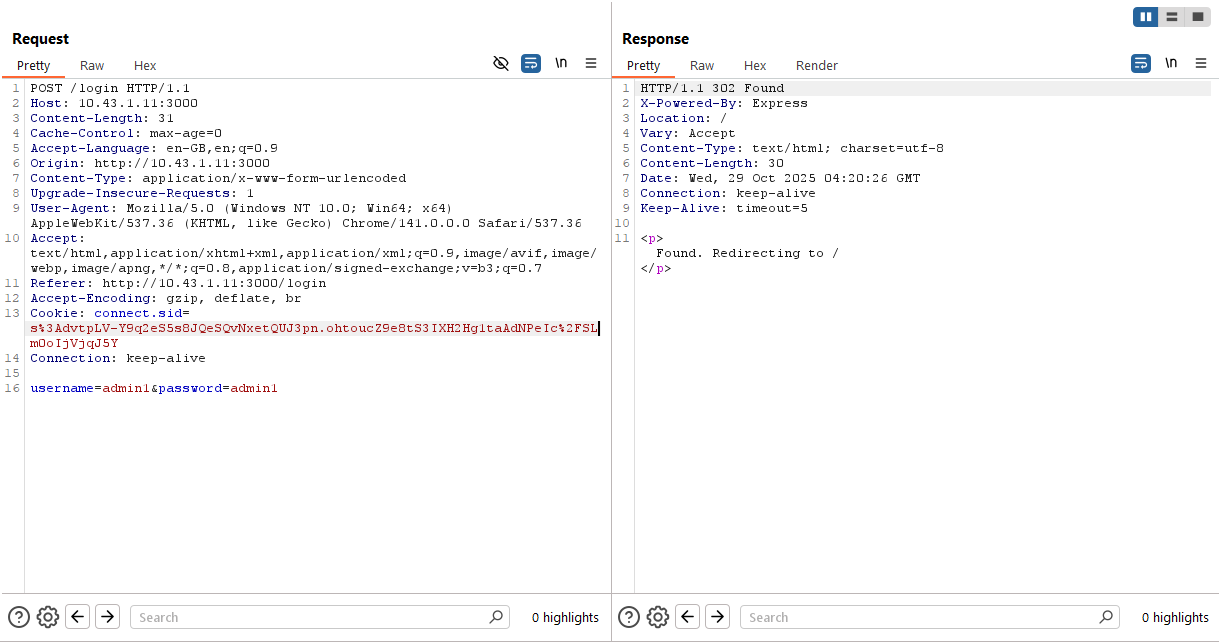 Request
Pretty Raw Hex \n
1 POST /login HTTP/1.1
2 Host: 10.43.1.11:3000
3 Content-Length: 31
4 Cache-Control: max-age=0
5 Accept-Language: en-GB,en;q=0.9
6 Origin: http://10.43.1.11:3000
7 Content-Type: application/x-www-form-urlencoded
8 Upgrade-Insecure-Requests: 1
9 User-Agent: Mozilla/5.0 (Windows NT 10.0; Win64; x64)
AppleWebKit/537.36 (KHTML, like Gecko) Chrome/141.0.0.0 Safari/537.36
10 Accept:
text/html,application/xhtml+xml,application/xml;q=0.9,image/avif,image/
webp,image/apng,*/*;q=0.8,application/signed-exchange;v=b3;q=0.7
11 Referer: http://10.43.1.11:3000/login
12 Accept-Encoding: gzip, deflate, br
13 Cookie: connect.sid=
s%3AdvtpLV-Y9q2eS5s8JQeSQvNxetQUJ3pn.ohtoucZ9e8tS3IXH2Hg1taAdNPeIc%2FSL
mOoIjVjqJ5Y
14 Connection: keep-alive
15
16 username=admin1&password=admin1
0 highlights
Search
Response
Pretty Raw Hex Render \n
1 HTTP/1.1 302 Found
2 X-Powered-By: Express
3 Location: /
4 Vary: Accept
5 Content-Type: text/html; charset=utf-8
6 Content-Length: 30
7 Date: Wed, 29 Oct 2025 04:20:26 GMT
8 Connection: keep-alive
9 Keep-Alive: timeout=5
10
11 <p>
Found. Redirecting to /
</p>
Search
0 highlights